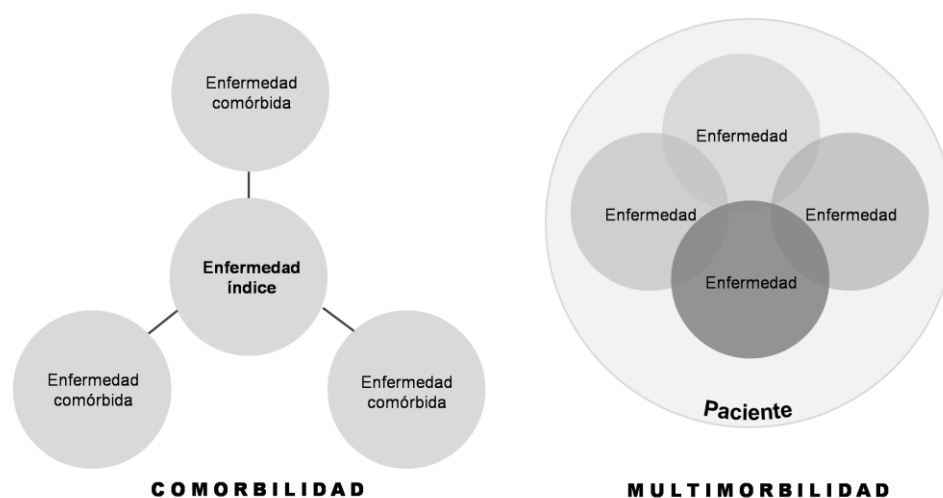 Enfermedad
comórbida
Enfermedad
índice
Enfermedad
comórbida
Enfermedad
comórbida
COMORBILIDAD
Enfermedad
Enfermedad
Enfermedad
Enfermedad
Paciente
MULTIMORBILIDAD